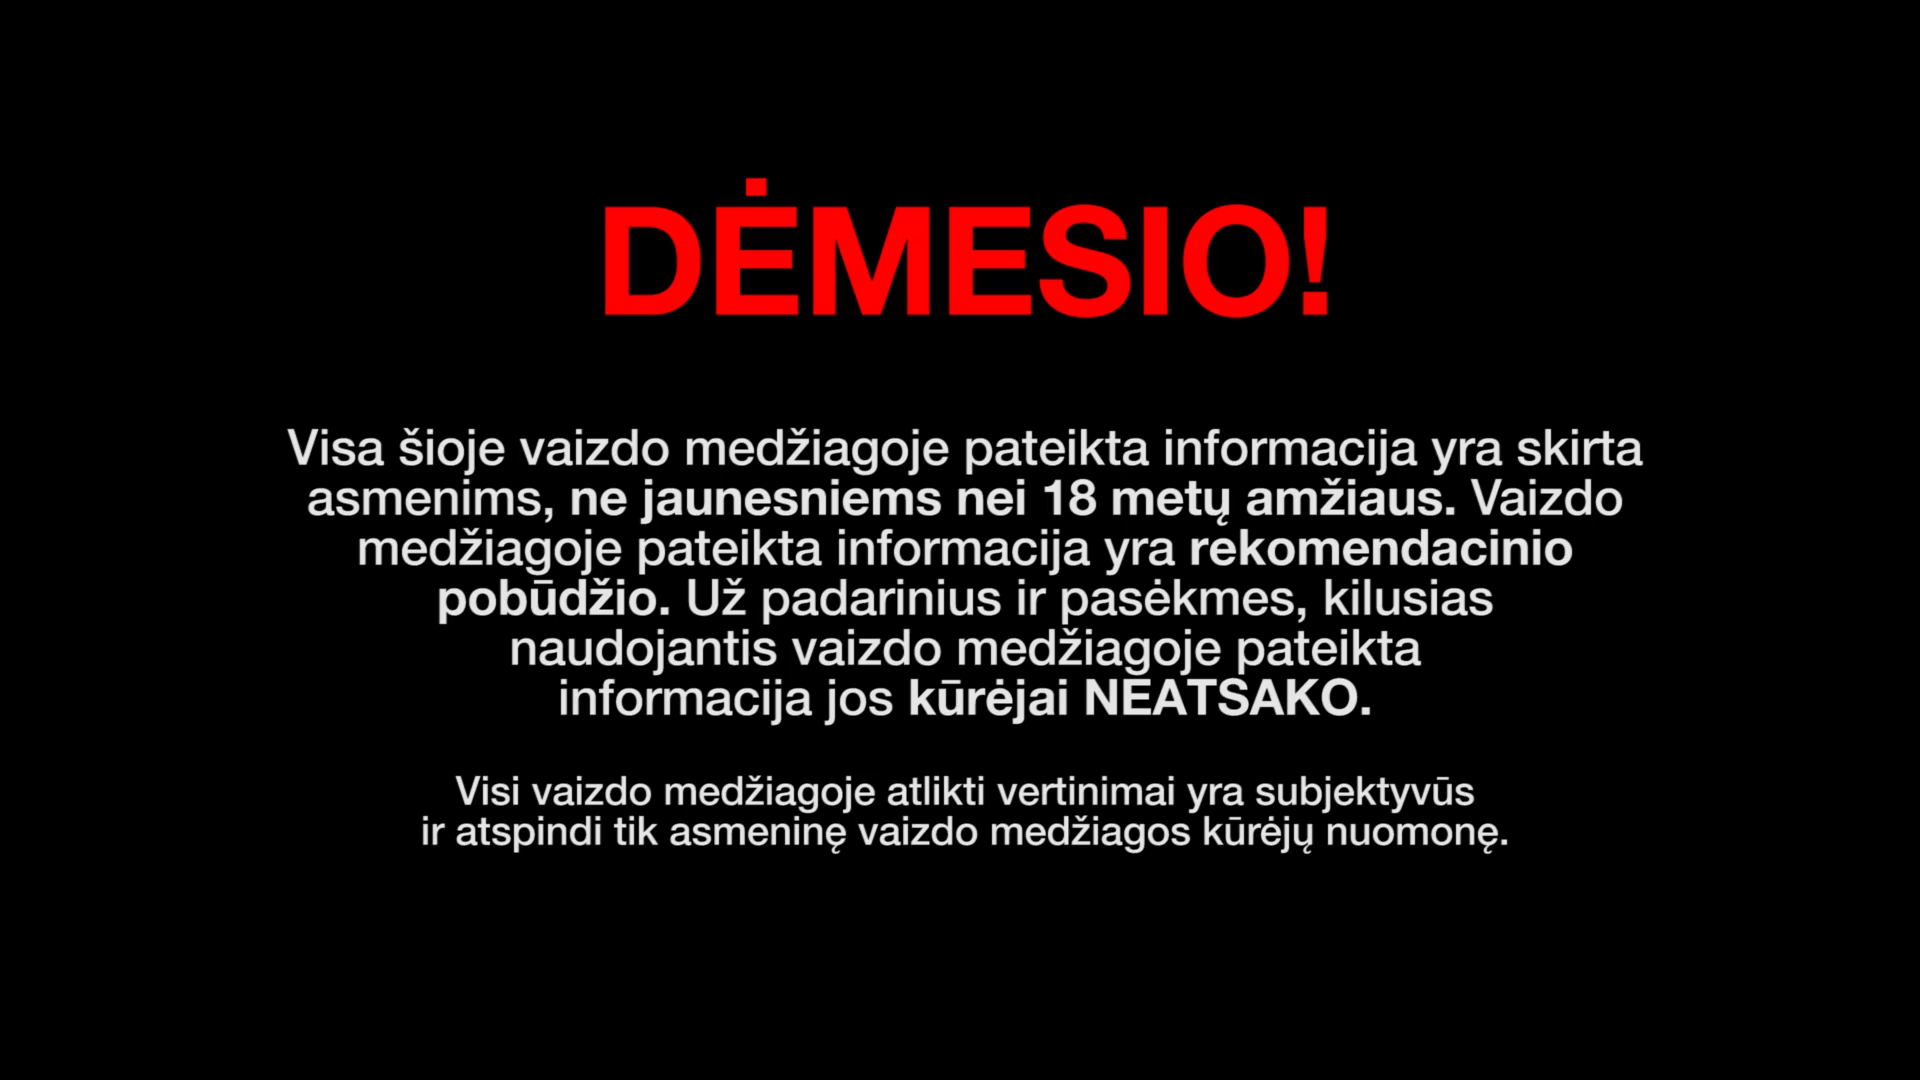 DĖMESIO!
Visa šioje vaizdo medžiagoje pateikta informacija yra skirta
asmenims, ne jaunesniems nei 18 metų amžiaus. Vaizdo
medžiagoje pateikta informacija yra rekomendacinio
pobūdžio. Už padarinius ir pasėkmes, kilusias
naudojantis vaizdo medžiagoje pateikta
informacija jos kūrėjai NEATSAKO.
Visi vaizdo medžiagoje atlikti vertinimai yra subjektyvūs
ir atspindi tik asmeninę vaizdo medžiagos kūrėjų nuomonę.